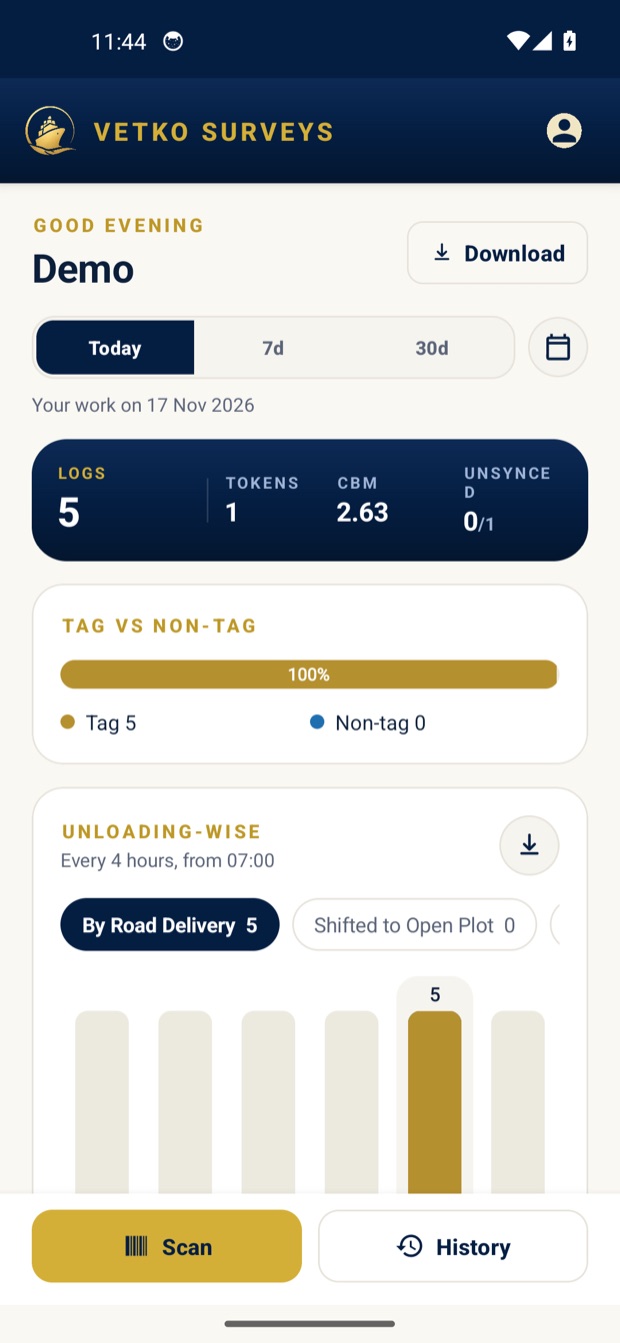 11:44
VETKO SURVEYS
GOOD EVENING
Demo
Download
Today 7d 30d
Your work on 17 Nov 2026
LOGS
5
TOKENS
1
CBM
2.63
UNSYNCE
D
0/1
TAG VS NON-TAG
100%
Tag 5
Non-tag 0
UNLOADING-WISE
Every 4 hours, from 07:00
By Road Delivery 5
Shifted to Open Plot 0
5
Scan
History